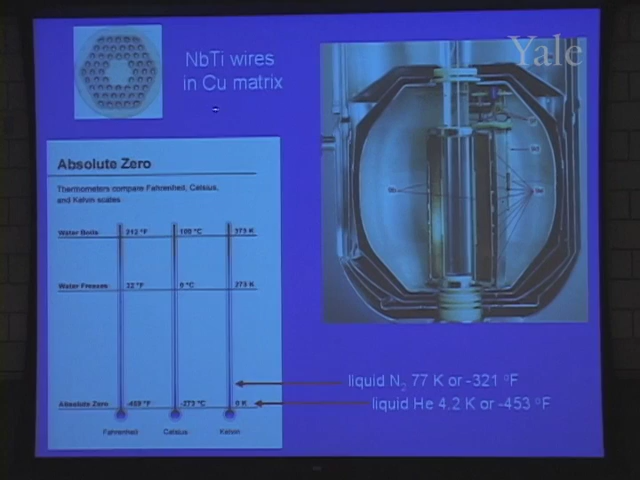 Yale
NbTi wires
in Cu matrix
Absolute Zero
Thermometers compare Fahrenheit, Celsius,
and Kelvin scales
Water Boils 212 °F 100 °C 373 K
Water Freezes 32 °F 0 °C 273 K
Absolute Zero -459 °F -273 °C 0 K
Fahrenheit Celsius Kelvin
liquid N2 77 K or -321 °F
liquid He 4.2 K or -453 °F